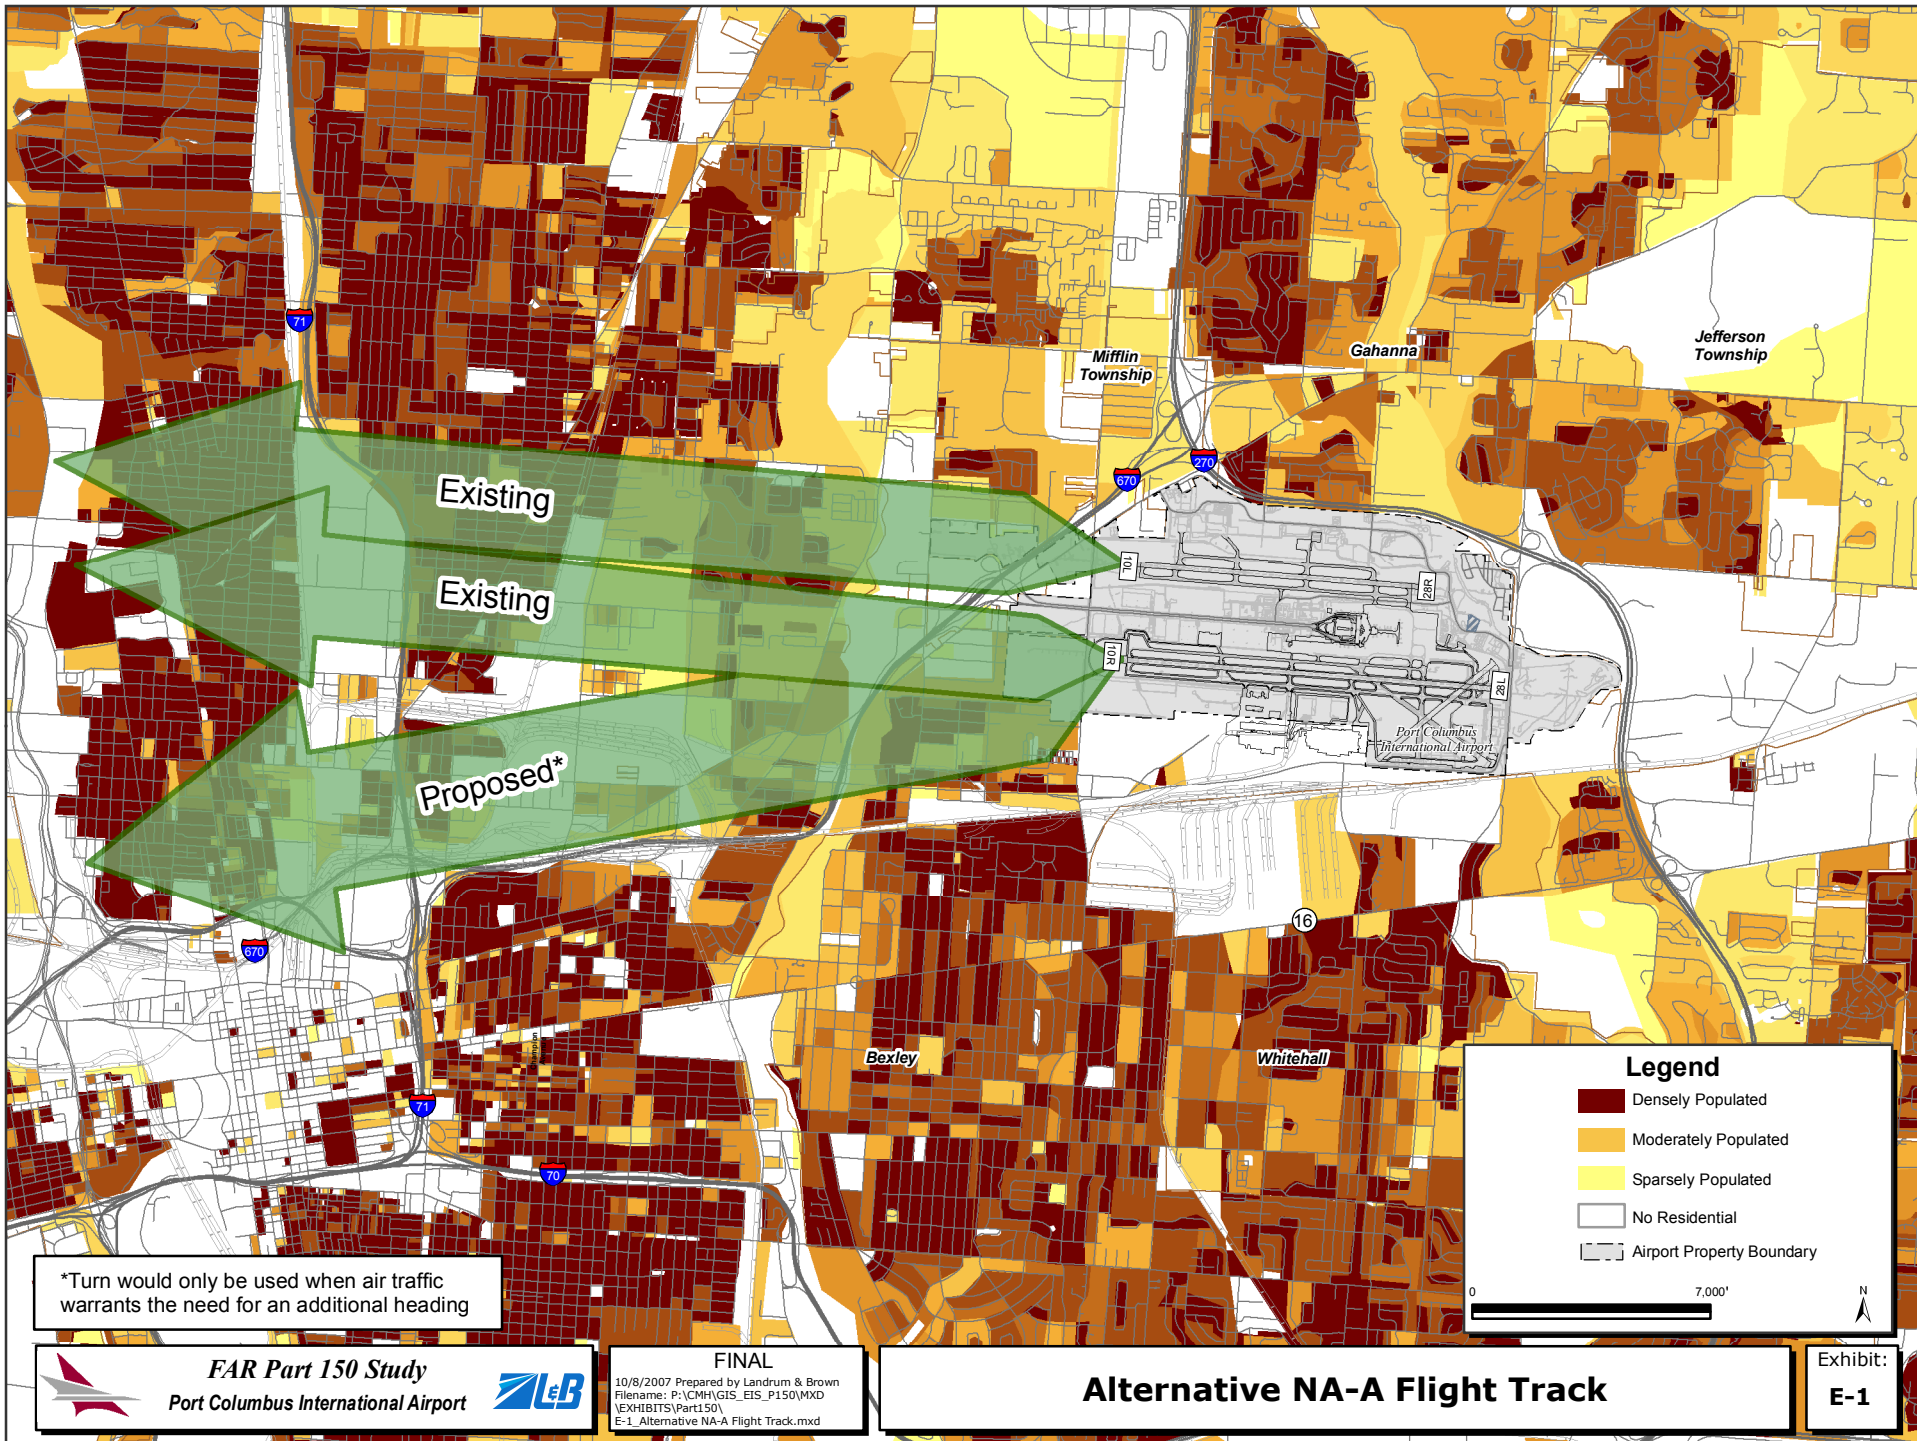 71
Mifflin
Township
Gahanna
Jefferson
Township
Existing
670
270
10L
28R
Existing
10R
28L
Port Columbus
International Airport
Proposed*
16
670
Bexley
Whitehall
71
70
Legend
Densely Populated
Moderately Populated
Sparsely Populated
No Residential
Airport Property Boundary
0
7,000'
N
*Turn would only be used when air traffic
warrants the need for an additional heading
FAR Part 150 Study
Port Columbus International Airport
L&B
FINAL
10/8/2007 Prepared by Landrum & Brown
Filename: P:\CMH\GIS_EIS_P150\MXD
\EXHIBITS\Part150\
E-1_Alternative NA-A Flight Track.mxd
Alternative NA-A Flight Track
Exhibit:
E-1